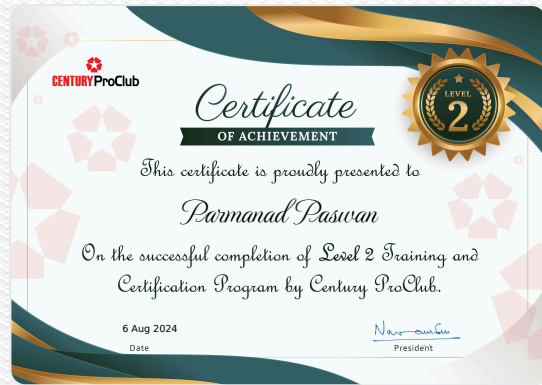 CENTURY ProClub
Certificate
OF ACHIEVEMENT
LEVEL
2
This certificate is proudly presented to
Parmanad Paswan
On the successful completion of Level 2 Training and
Certification Program by Century ProClub.
6 Aug 2024
Date
President